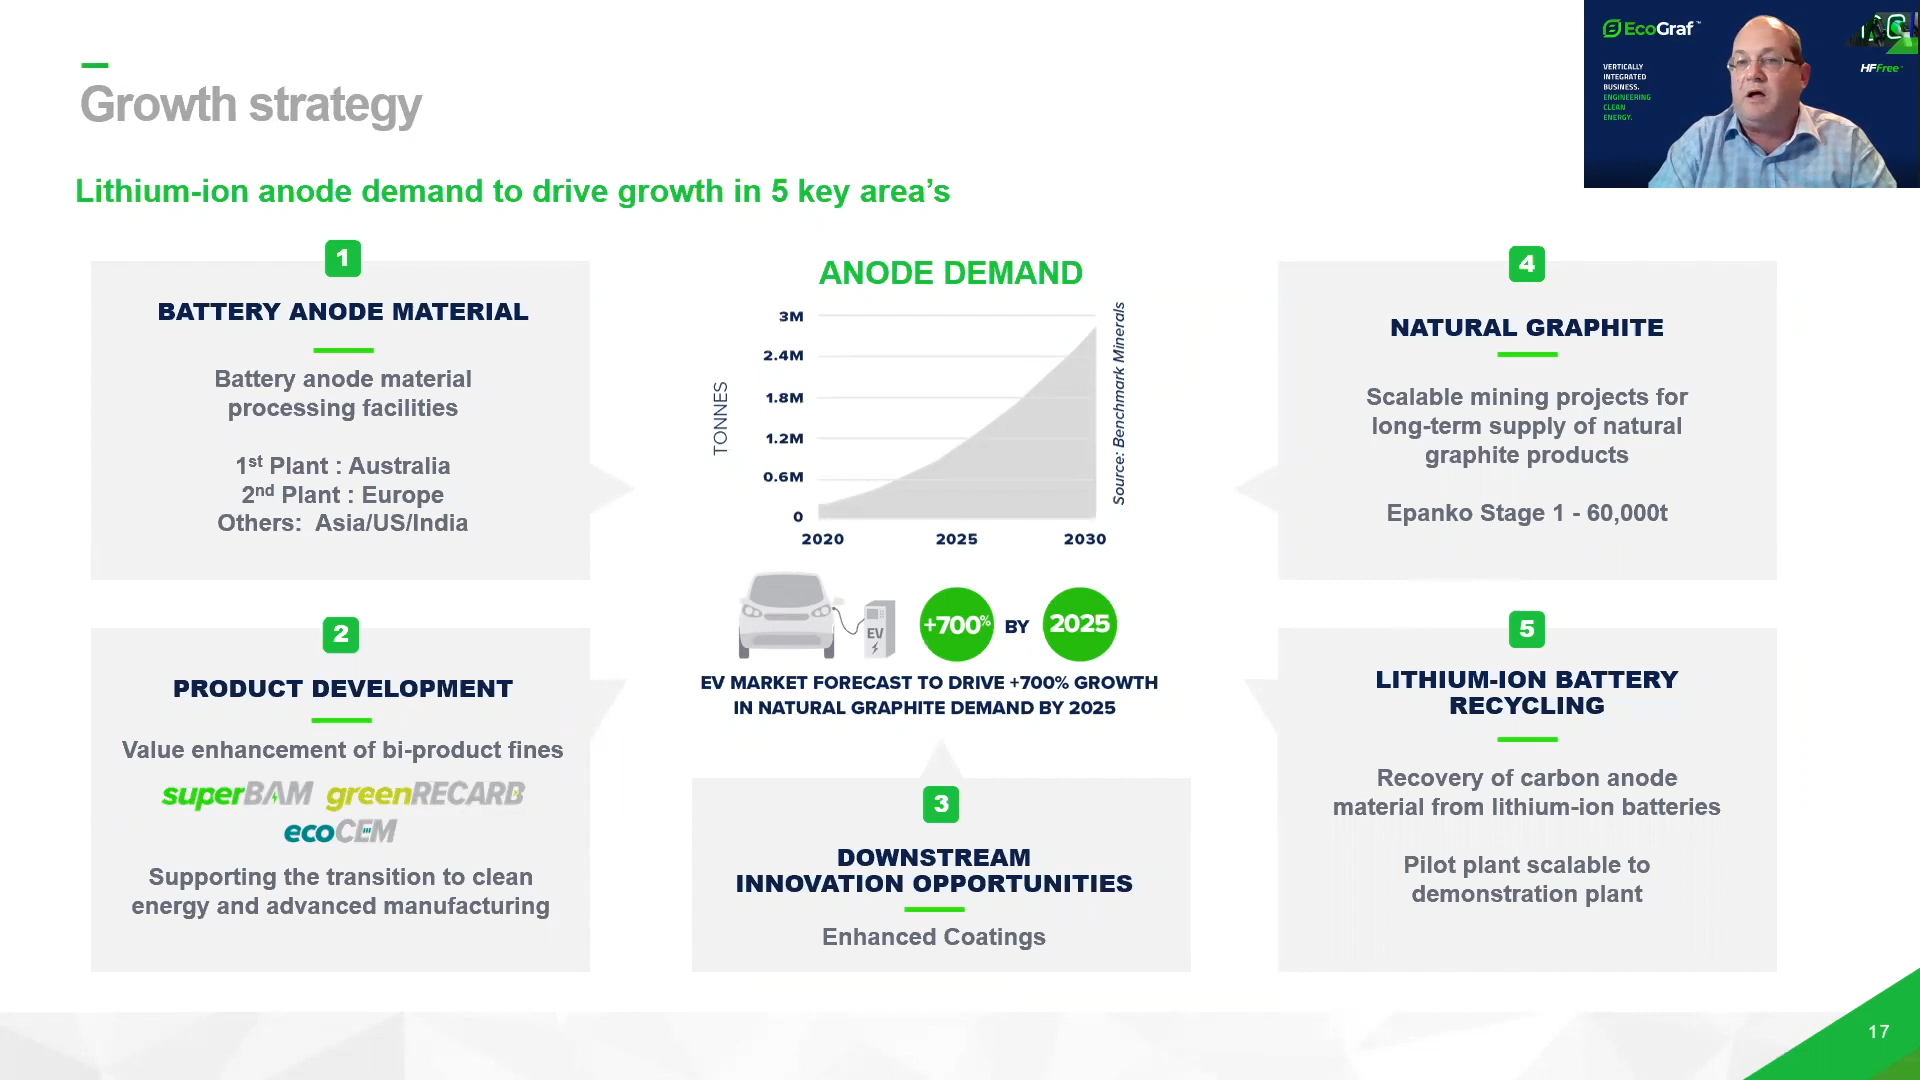 Growth strategy
Lithium-ion anode demand to drive growth in 5 key area’s
1
BATTERY ANODE MATERIAL
Battery anode material
processing facilities
1st Plant : Australia
2nd Plant : Europe
Others: Asia/US/India
2
PRODUCT DEVELOPMENT
Value enhancement of bi-product fines
superBAM greenRECARB
ecoCEM
Supporting the transition to clean
energy and advanced manufacturing
ANODE DEMAND
TONNES
3M
2.4M
1.8M
1.2M
0.6M
0
2020 2025 2030
Source: Benchmark Minerals
EV
+700% BY 2025
EV MARKET FORECAST TO DRIVE +700% GROWTH
IN NATURAL GRAPHITE DEMAND BY 2025
3
DOWNSTREAM
INNOVATION OPPORTUNITIES
Enhanced Coatings
4
NATURAL GRAPHITE
Scalable mining projects for
long-term supply of natural
graphite products
Epanko Stage 1 - 60,000t
5
LITHIUM-ION BATTERY
RECYCLING
Recovery of carbon anode
material from lithium-ion batteries
Pilot plant scalable to
demonstration plant
EcoGraf™
VERTICALLY
INTEGRATED
BUSINESS.
ENGINEERING
CLEAN
ENERGY.
HFFree
17